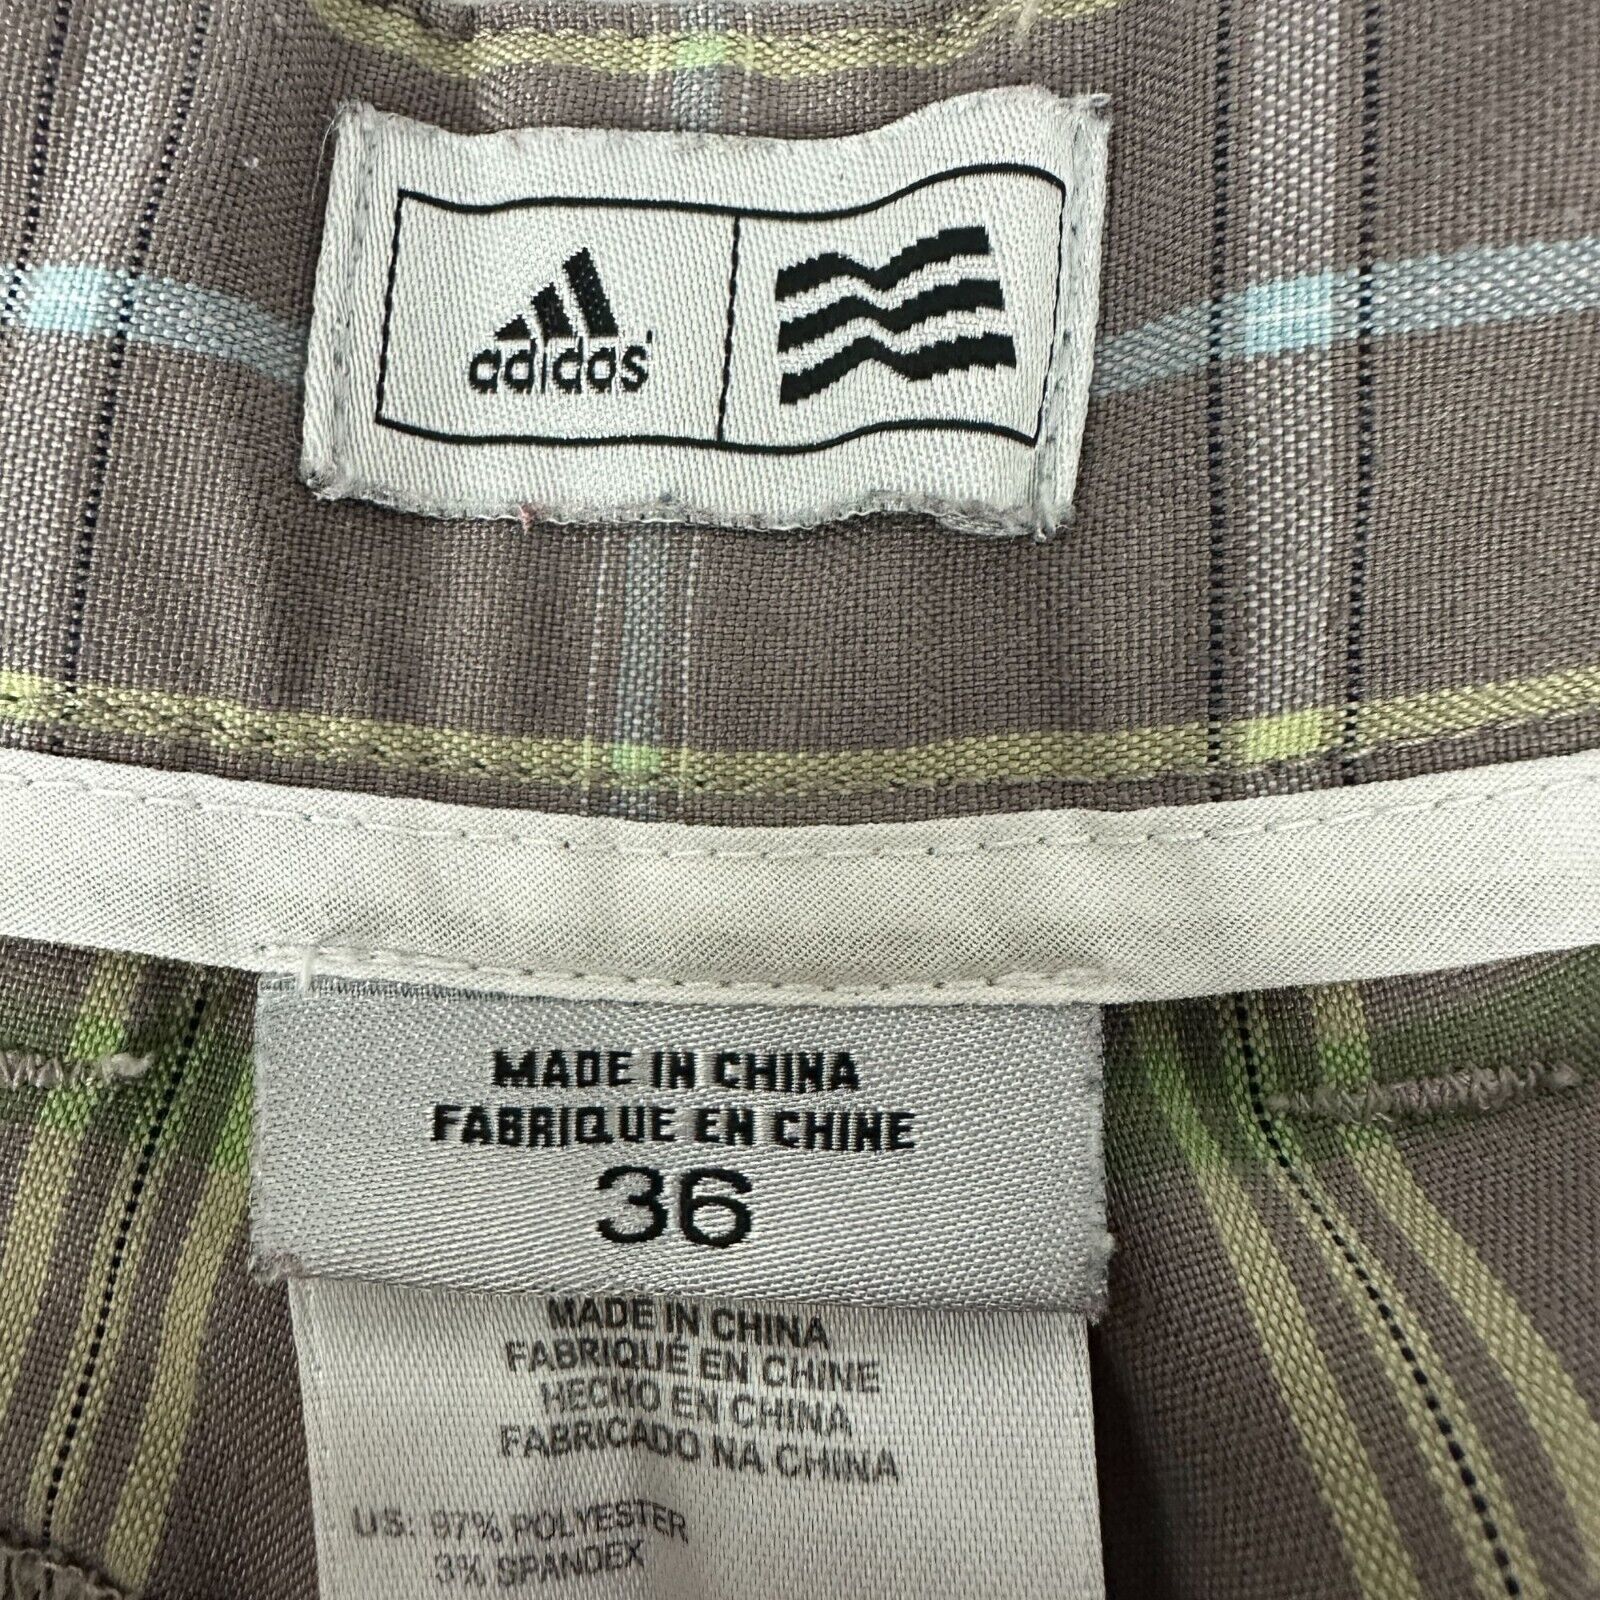 adidas
MADE IN CHINA
FABRIQUE EN CHINE
36
MADE IN CHINA
FABRIQUE EN CHINE
HECHO EN CHINA
FABRICADO NA CHINA
US: 97% POLYESTER
3% SPANDEX